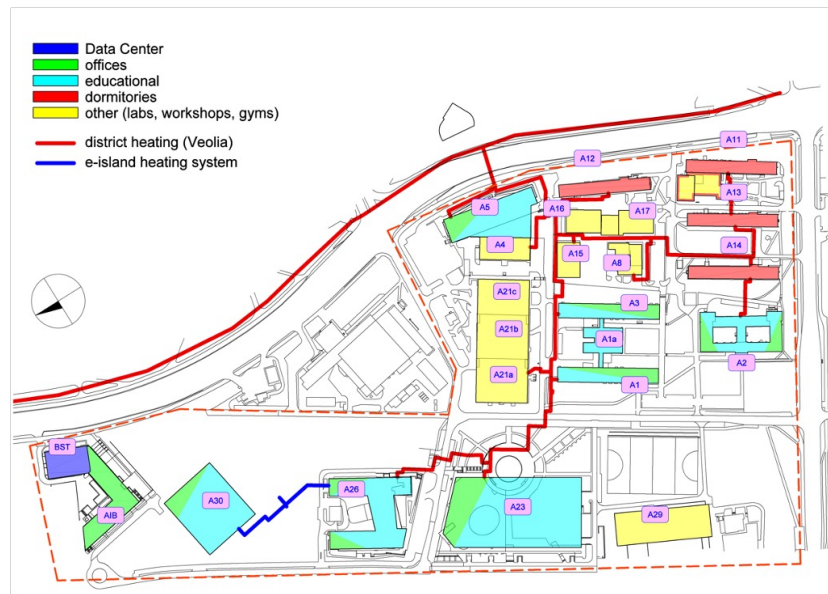 Data Center
offices
educational
dormitories
other (labs, workshops, gyms)
district heating (Veolia)
e-island heating system
A11
A12
A13
A5
A16
A17
A4
A14
A15
A8
A21c
A3
A21b
A1a
A2
A21a
A1
BST
A26
A30
A23
AIB
A29